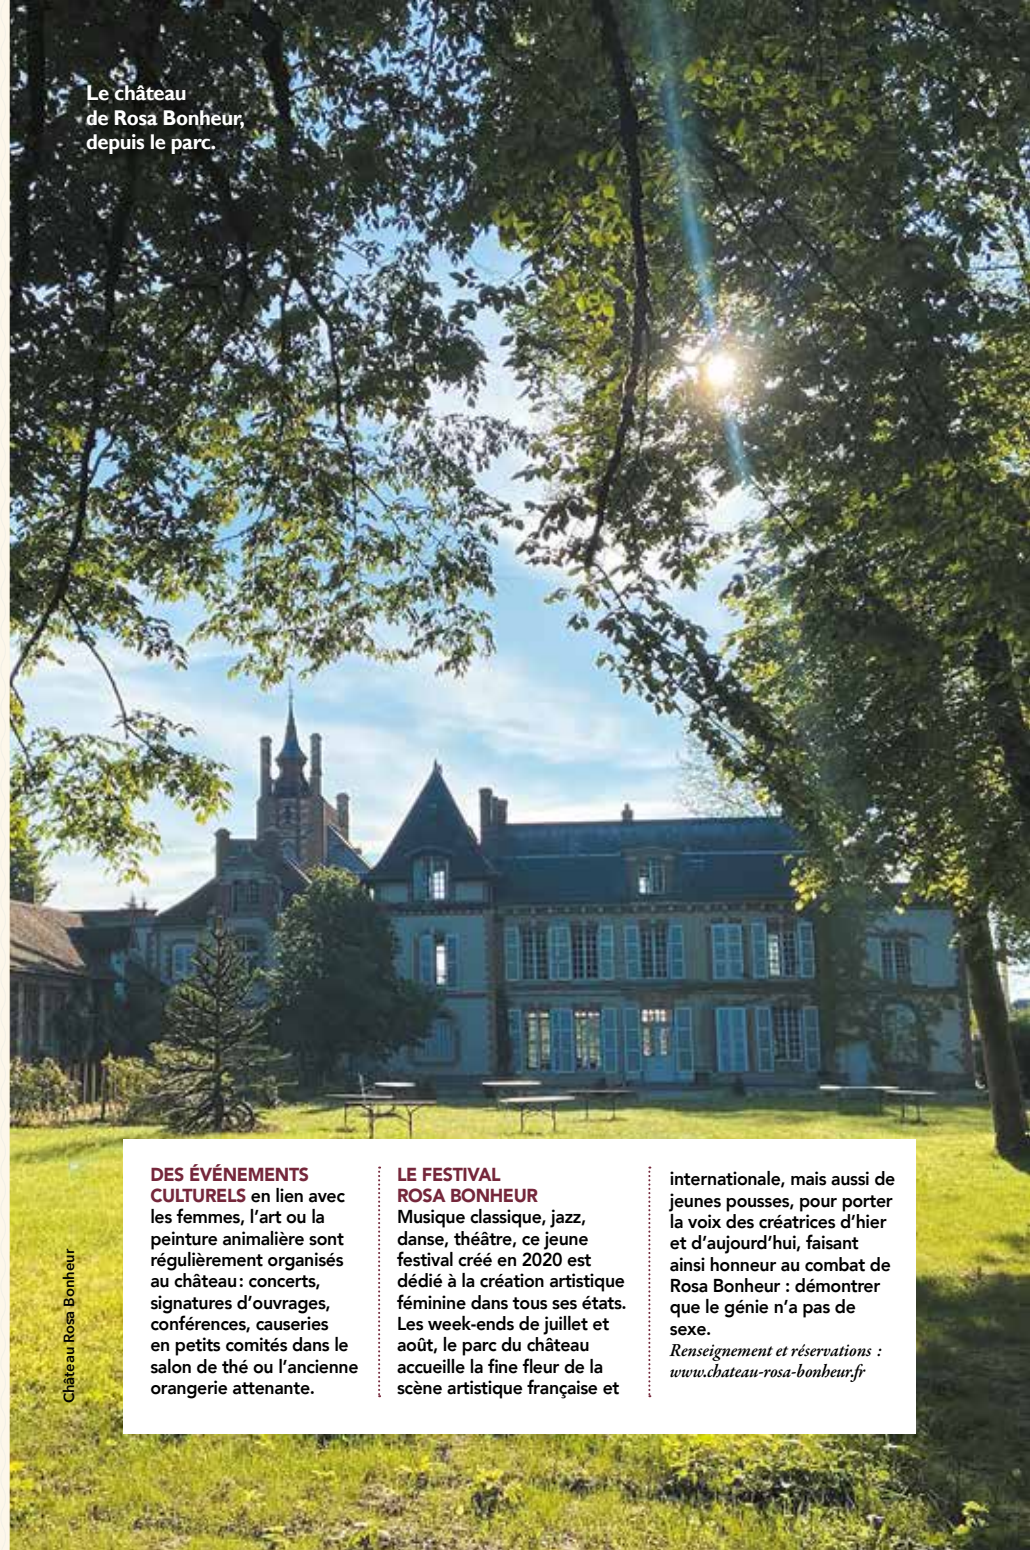 Le château
de Rosa Bonheur,
depuis le parc.
DES ÉVÉNEMENTS
CULTURELS en lien avec
les femmes, l'art ou la
peinture animalière sont
régulièrement organisés
au château : concerts,
signatures d'ouvrages,
conférences, causeries
en petits comités dans le
salon de thé ou l'ancienne
orangerie attenante.
LE FESTIVAL
ROSA BONHEUR
Musique classique, jazz,
danse, théâtre, ce jeune
festival créé en 2020 est
dédié à la création artistique
féminine dans tous ses états.
Les week-ends de juillet et
août, le parc du château
accueille la fine fleur de la
scène artistique française et
internationale, mais aussi de
jeunes pousses, pour porter
la voix des créatrices d'hier
et d'aujourd'hui, faisant
ainsi honneur au combat de
Rosa Bonheur : démontrer
que le génie n'a pas de
sexe.
Renseignement et réservations :
www.chateau-rosa-bonheur.fr
Château Rosa Bonheur